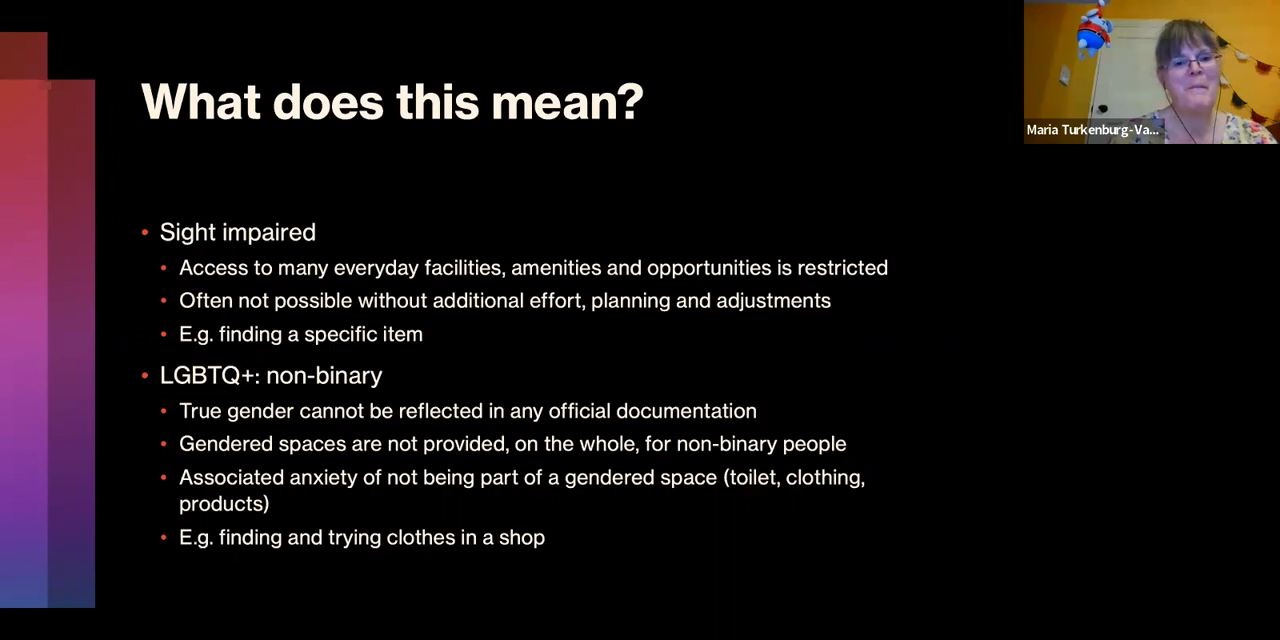 What does this mean?
Maria Turkenburg-Va...
• Sight impaired
• Access to many everyday facilities, amenities and opportunities is restricted
• Often not possible without additional effort, planning and adjustments
• E.g. finding a specific item
• LGBTQ+: non-binary
• True gender cannot be reflected in any official documentation
• Gendered spaces are not provided, on the whole, for non-binary people
• Associated anxiety of not being part of a gendered space (toilet, clothing,
products)
• E.g. finding and trying clothes in a shop